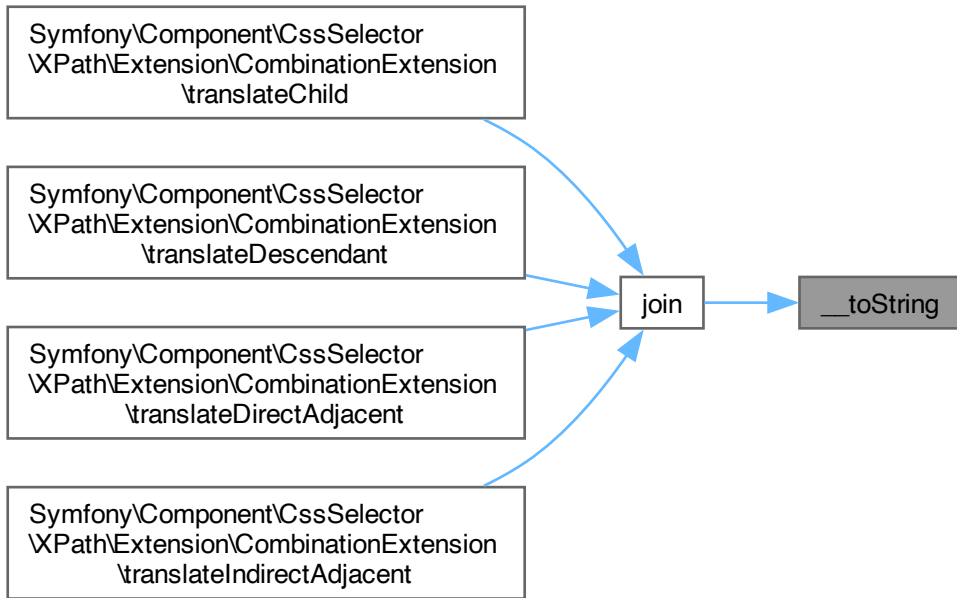 Symfony\Component\CssSelector
\XPath\Extension\CombinationExtension
\translateChild
Symfony\Component\CssSelector
\XPath\Extension\CombinationExtension
\translateDescendant
Symfony\Component\CssSelector
\XPath\Extension\CombinationExtension
\translateDirectAdjacent
Symfony\Component\CssSelector
\XPath\Extension\CombinationExtension
\translateIndirectAdjacent
join
__toString